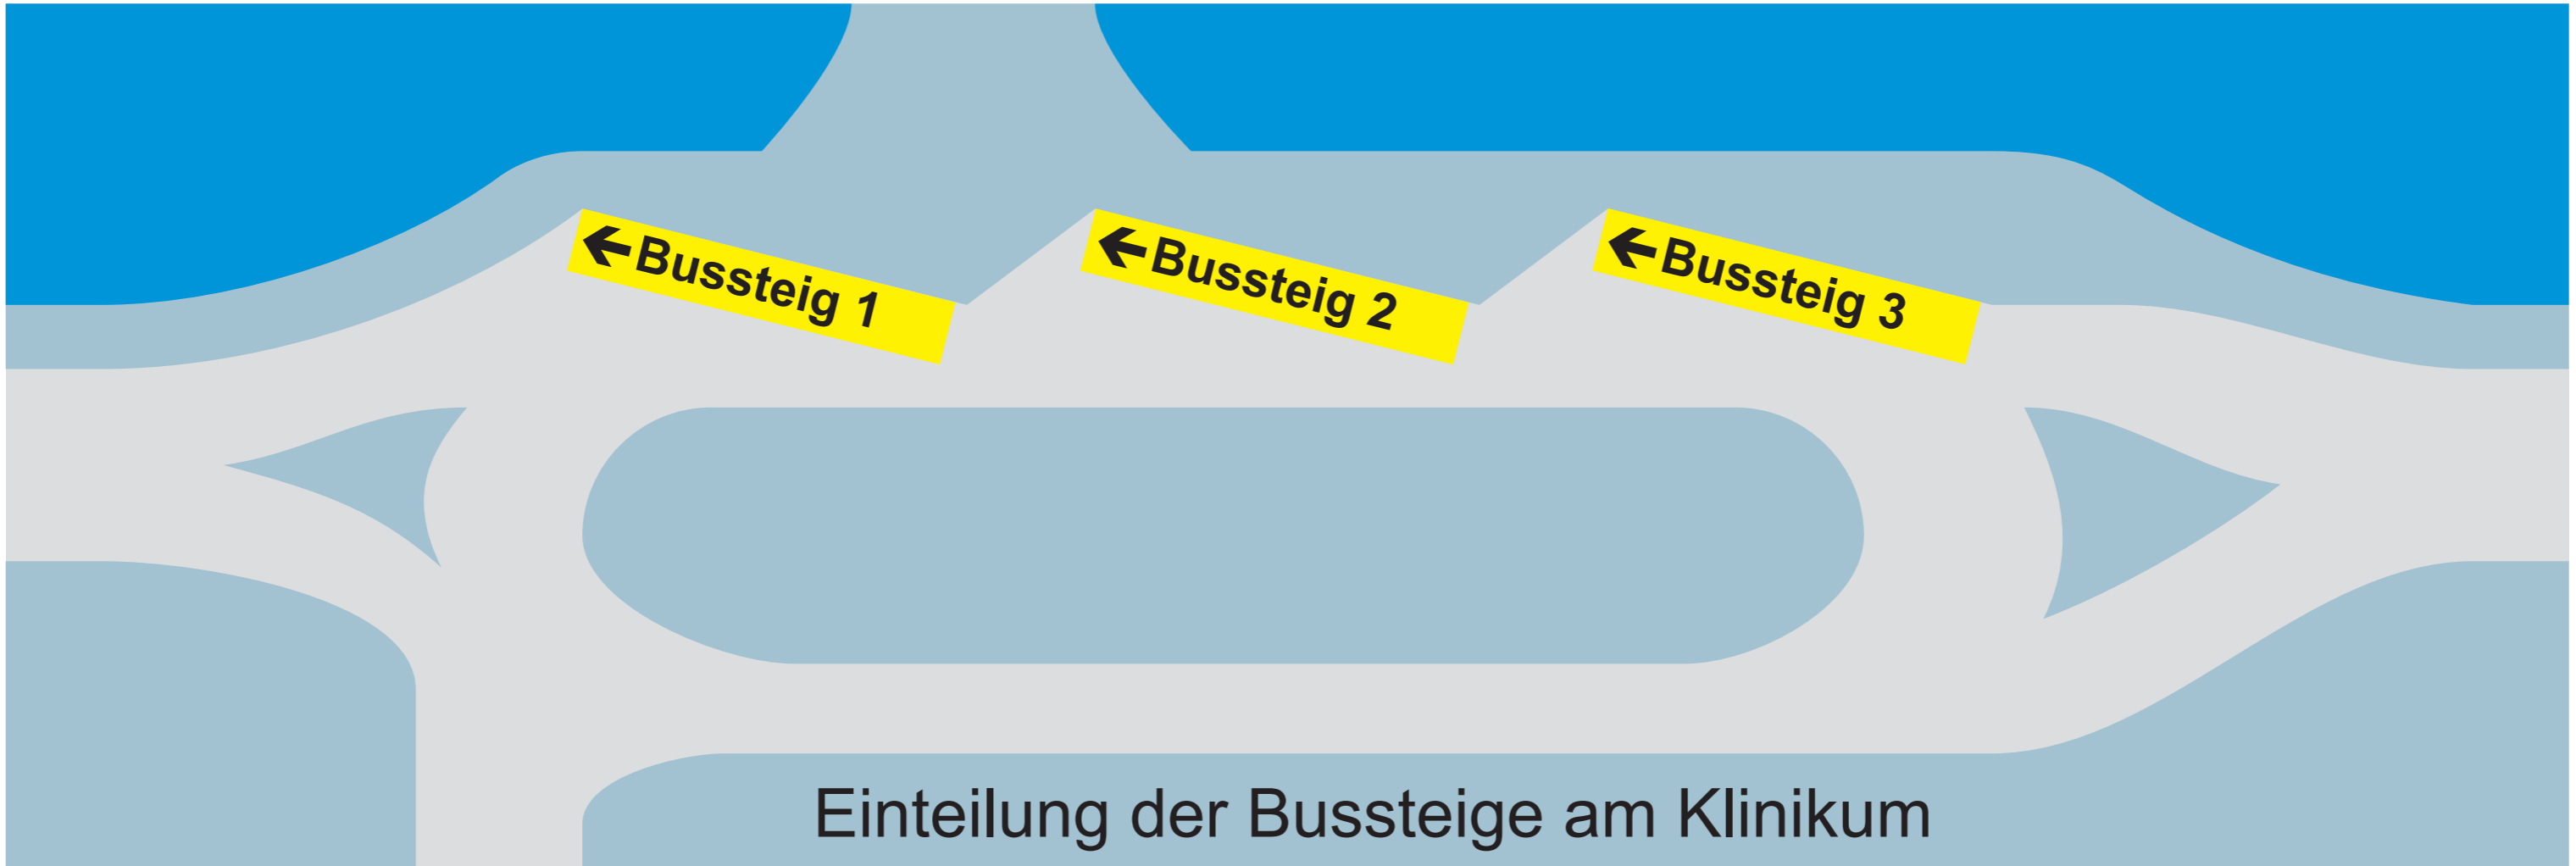 ←Bussteig 1
←Bussteig 2
←Bussteig 3
Einteilung der Bussteige am Klinikum